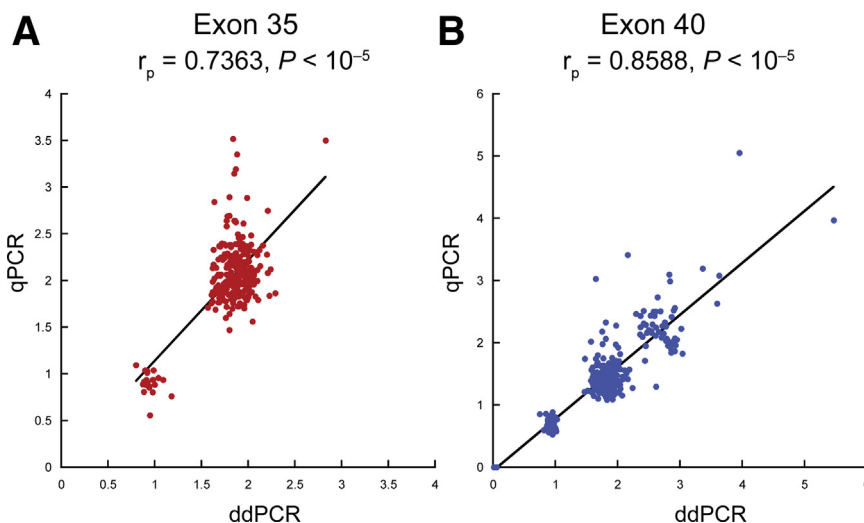 A
Exon 35
r_p = 0.7363, P < 10⁻⁵
qPCR
4
3.5
3
2.5
2
1.5
1
0.5
0
0 0.5 1 1.5 2 2.5 3 3.5 4
ddPCR
B
Exon 40
r_p = 0.8588, P < 10⁻⁵
qPCR
6
5
4
3
2
1
0
0 1 2 3 4 5
ddPCR